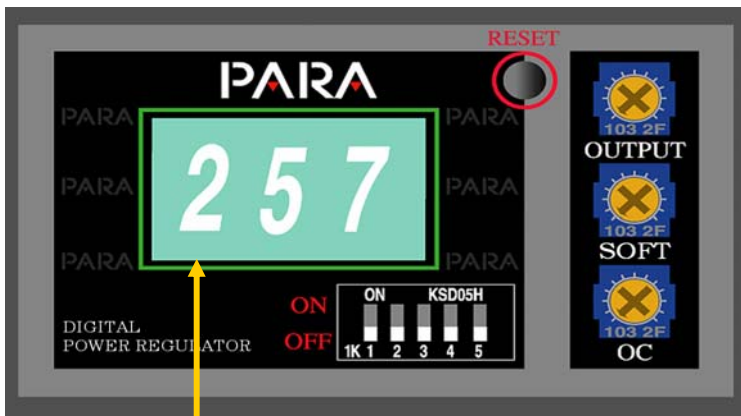 RESET
PARA
PARA PARA
257
PARA PARA
PARA PARA
DIGITAL
POWER REGULATOR
ON
OFF
ON KSD05H
1K 1 2 3 4 5
103 2F
OUTPUT
103 2F
SOFT
103 2F
OC